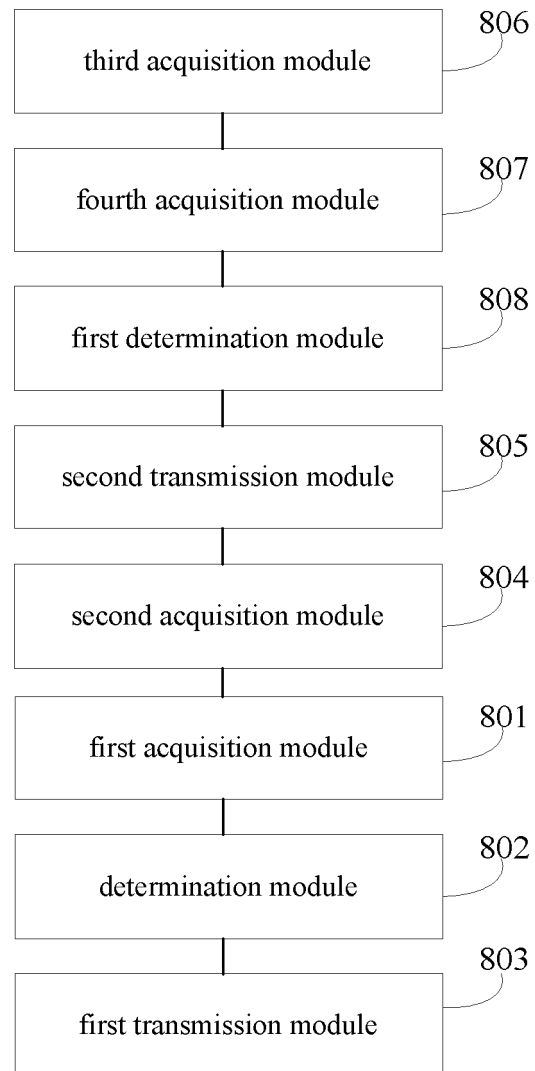 806
third acquisition module
807
fourth acquisition module
808
first determination module
805
second transmission module
804
second acquisition module
801
first acquisition module
802
determination module
803
first transmission module